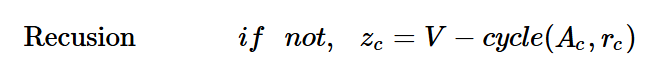 Recusion if not, z_c = V − cycle(A_c, r_c)